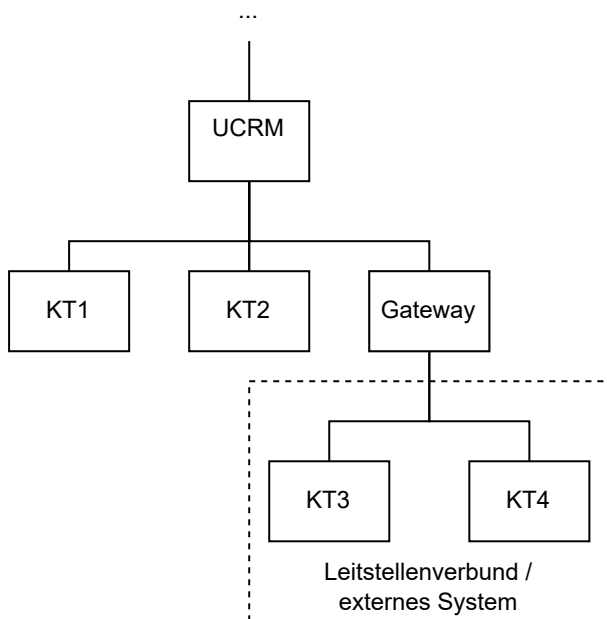 ...
UCRM
KT1
KT2
Gateway
KT3
KT4
Leitstellenverbund /
externes System